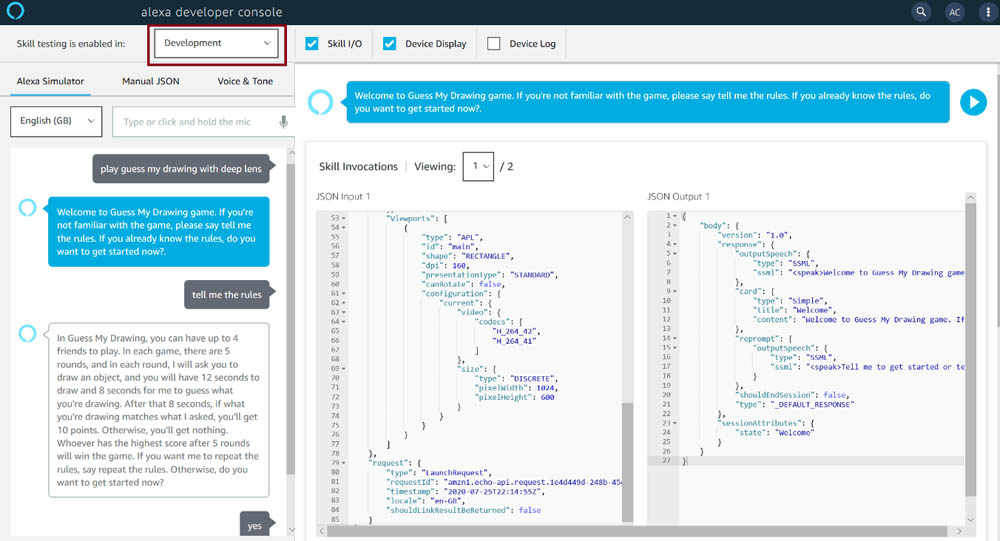 alexa developer console
AC
Skill testing is enabled in:
Development
Skill I/O
Device Display
Device Log
Alexa Simulator
Manual JSON
Voice & Tone
English (GB)
Type or click and hold the mic
play guess my drawing with deep lens
Welcome to Guess My Drawing game. If you're
not familiar with the game, please say tell me
the rules. If you already know the rules, do you
want to get started now?.
tell me the rules
In Guess My Drawing, you can have up to 4
friends to play. In each game, there are 5
rounds, and in each round, I will ask you to
draw an object, and you will have 12 seconds to
draw and 8 seconds for me to guess what
you're drawing. After that 8 seconds, if what
you're drawing matches what I asked, you'll get
10 points. Otherwise, you'll get nothing.
Whoever has the highest score after 5 rounds
will win the game. If you want me to repeat the
rules, say repeat the rules. Otherwise, do you
want to get started now?
yes
Welcome to Guess My Drawing game. If you're not familiar with the game, please say tell me the rules. If you already know the rules, do
you want to get started now?.
Skill Invocations | Viewing: 1 / 2
JSON Input 1
53 "Viewports": [
54 {
55 "type": "APL",
56 "id": "main",
57 "shape": "RECTANGLE",
58 "dpi": 160,
59 "presentationType": "STANDARD",
60 "canRotate": false,
61 "configuration": {
62 "current": {
63 "video": {
64 "codecs": [
65 "H_264_42",
66 "H_264_41"
67 ]
68 },
69 "size": {
70 "type": "DISCRETE",
71 "pixelWidth": 1024,
72 "pixelHeight": 600
73 }
74 }
75 }
76 }
77 ]
78 },
79 "request": {
80 "type": "LaunchRequest",
81 "requestId": "amzn1.echo-api.request.1e4d449d-248b-454
82 "timestamp": "2020-07-25T22:14:55Z",
83 "locale": "en-GB",
84 "shouldLinkResultBeReturned": false
85 }
JSON Output 1
1 {
2 "body": {
3 "version": "1.0",
4 "response": {
5 "outputSpeech": {
6 "type": "SSML",
7 "ssml": "<speak>Welcome to Guess My Drawing game
8 },
9 "card": {
10 "type": "Simple",
11 "title": "Welcome",
12 "content": "Welcome to Guess My Drawing game. If
13 },
14 "reprompt": {
15 "outputSpeech": {
16 "type": "SSML",
17 "ssml": "<speak>Tell me to get started or te
18 }
19 },
20 "shouldEndSession": false,
21 "type": "_DEFAULT_RESPONSE"
22 },
23 "sessionAttributes": {
24 "state": "Welcome"
25 }
26 }
27 }